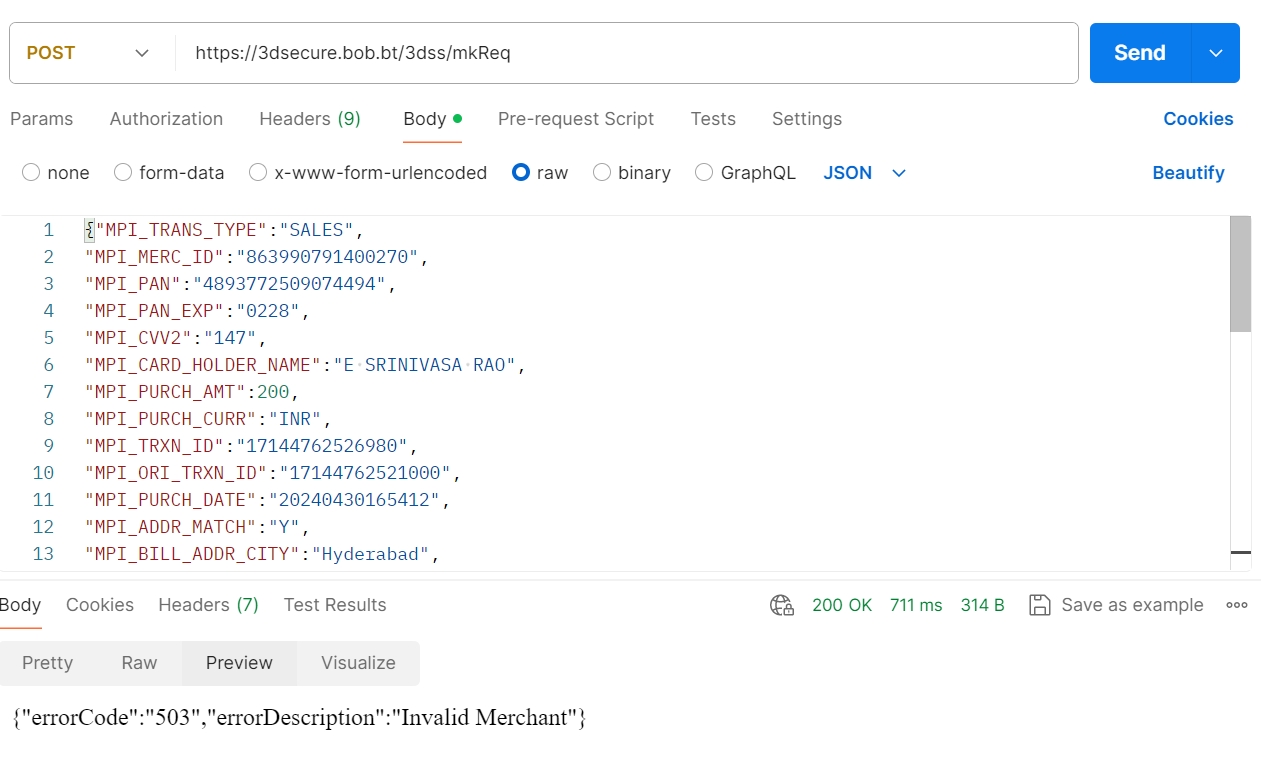 POST https://3dsecure.bob.bt/3dss/mkReq Send
Params Authorization Headers (9) Body Pre-request Script Tests Settings Cookies
none form-data x-www-form-urlencoded raw binary GraphQL JSON Beautify
1 {"MPI_TRANS_TYPE":"SALES",
2 "MPI_MERC_ID":"863990791400270",
3 "MPI_PAN":"4893772509074494",
4 "MPI_PAN_EXP":"0228",
5 "MPI_CVV2":"147",
6 "MPI_CARD_HOLDER_NAME":"E SRINIVASA RAO",
7 "MPI_PURCH_AMT":200,
8 "MPI_PURCH_CURR":"INR",
9 "MPI_TRXN_ID":"17144762526980",
10 "MPI_ORI_TRXN_ID":"17144762521000",
11 "MPI_PURCH_DATE":"20240430165412",
12 "MPI_ADDR_MATCH":"Y",
13 "MPI_BILL_ADDR_CITY":"Hyderabad",
Body Cookies Headers (7) Test Results 200 OK 711 ms 314 B Save as example
Pretty Raw Preview Visualize
{"errorCode":"503","errorDescription":"Invalid Merchant"}